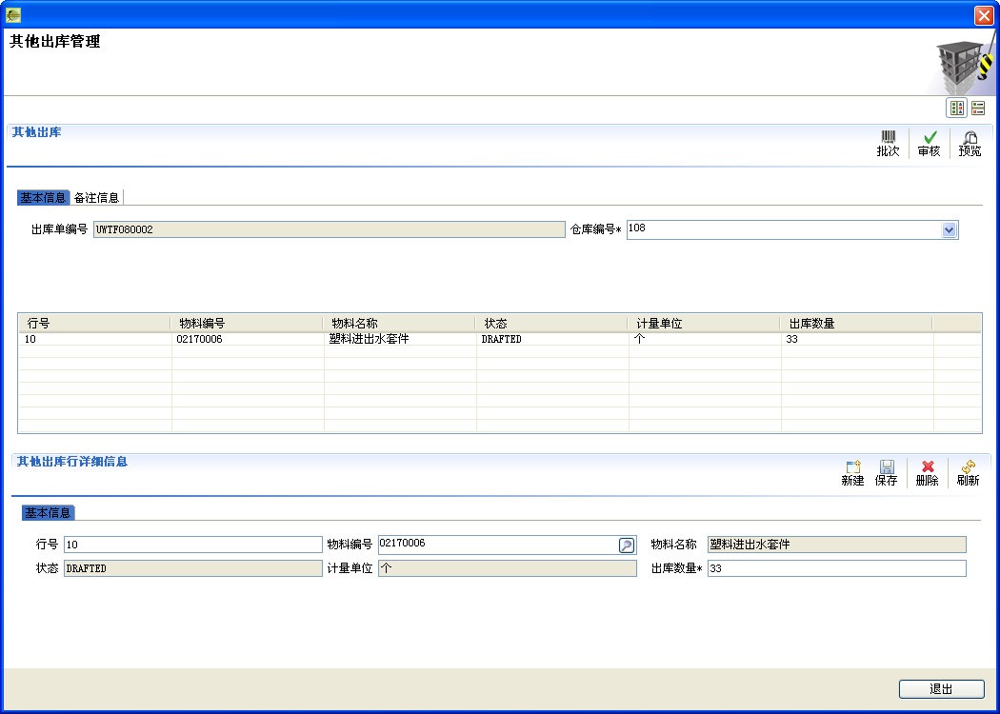 其他出库管理
其他出库
批次 审核 预览
基本信息 备注信息
出库单编号 UWTF080002 仓库编号* 108
行号 物料编号 物料名称 状态 计量单位 出库数量
10 02170006 塑料进出水套件 DRAFTED 个 33
其他出库行详细信息
新建 保存 删除 刷新
基本信息
行号 10 物料编号 02170006 物料名称 塑料进出水套件
状态 DRAFTED 计量单位 个 出库数量* 33
退出